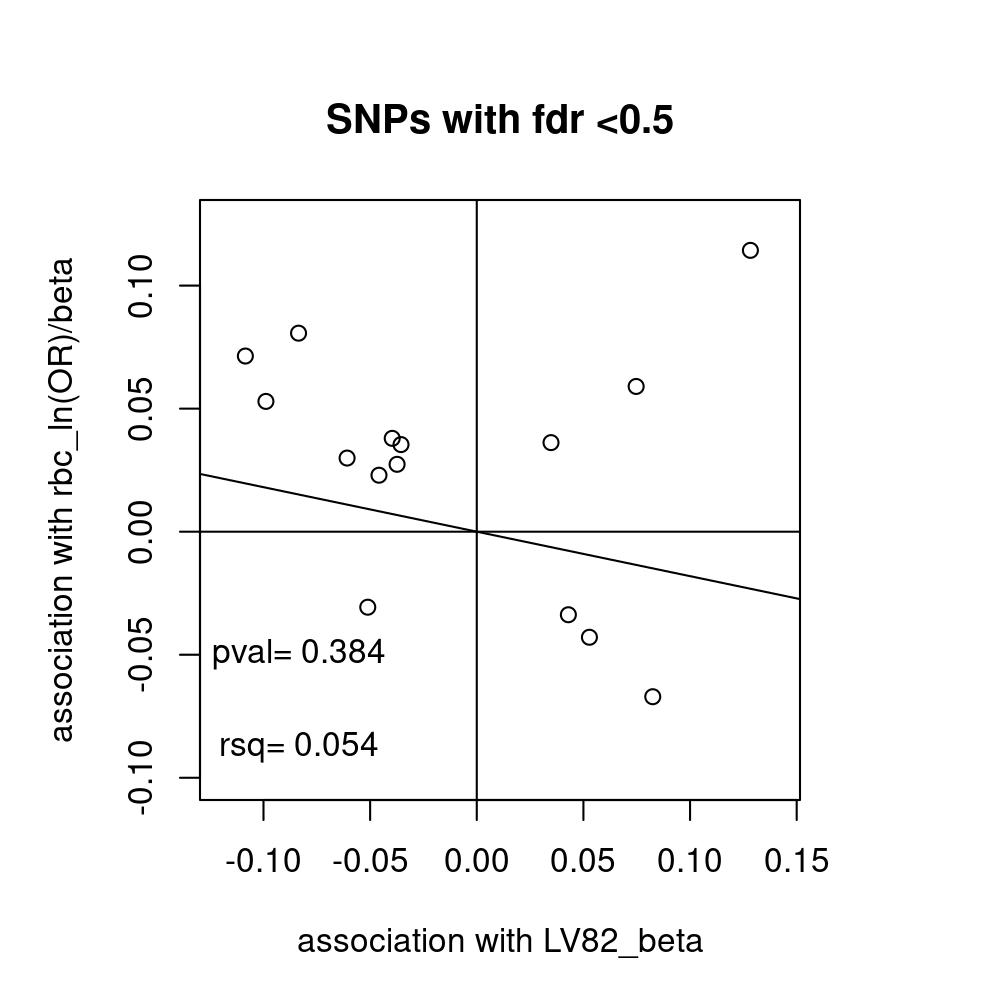 SNPs with fdr <0.5
association with rbc_ln(OR)/beta
0.10
0.05
0.00
-0.05
-0.10
pval= 0.384
rsq= 0.054
-0.10 -0.05 0.00 0.05 0.10 0.15
association with LV82_beta